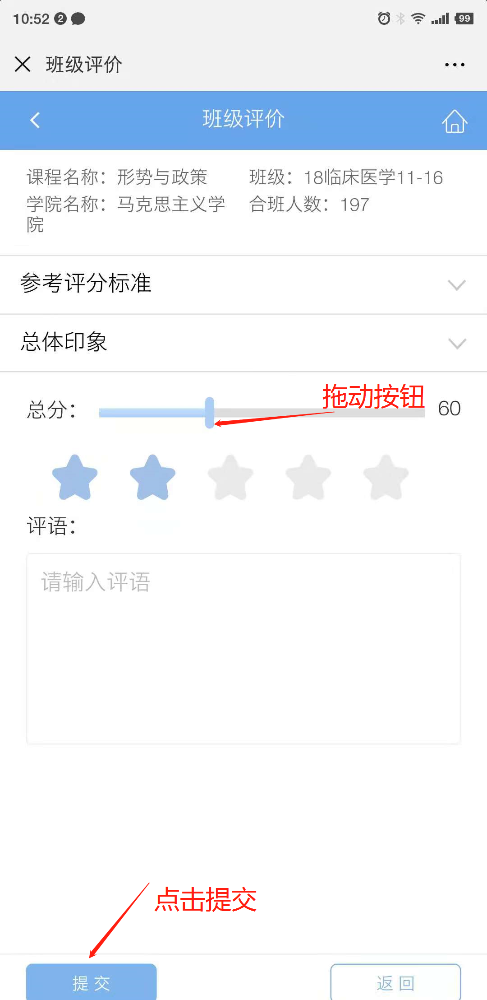 10:52 2 99
班级评价
班级评价
课程名称：形势与政策 班级：18临床医学11-16
学院名称：马克思主义学 合班人数：197
院
参考评分标准
总体印象
拖动按钮
总分： 60
评语：
请输入评语
点击提交
提 交 返 回